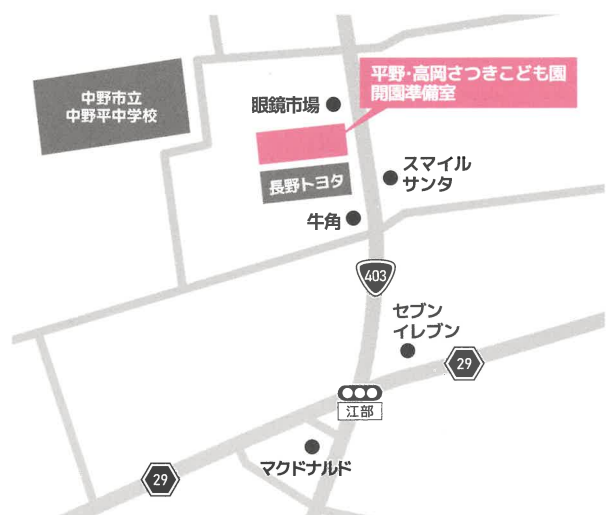 平野・高岡さつきこども園
開園準備室
中野市立
中野平中学校
眼鏡市場
長野トヨタ
スマイル
サンタ
牛角
403
セブン
イレブン
29
江部
マクドナルド
29